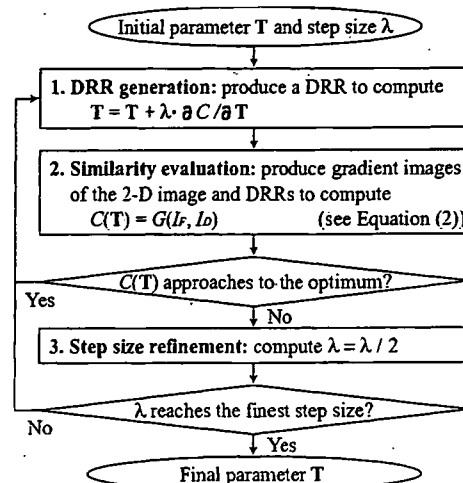 Initial parameter T and step size λ
1. DRR generation: produce a DRR to compute
T = T + λ· ∂C/∂T
2. Similarity evaluation: produce gradient images
of the 2-D image and DRRs to compute
C(T) = G(IF, ID) (see Equation (2))
C(T) approaches to the optimum?
Yes
No
3. Step size refinement: compute λ = λ / 2
λ reaches the finest step size?
No
Yes
Final parameter T